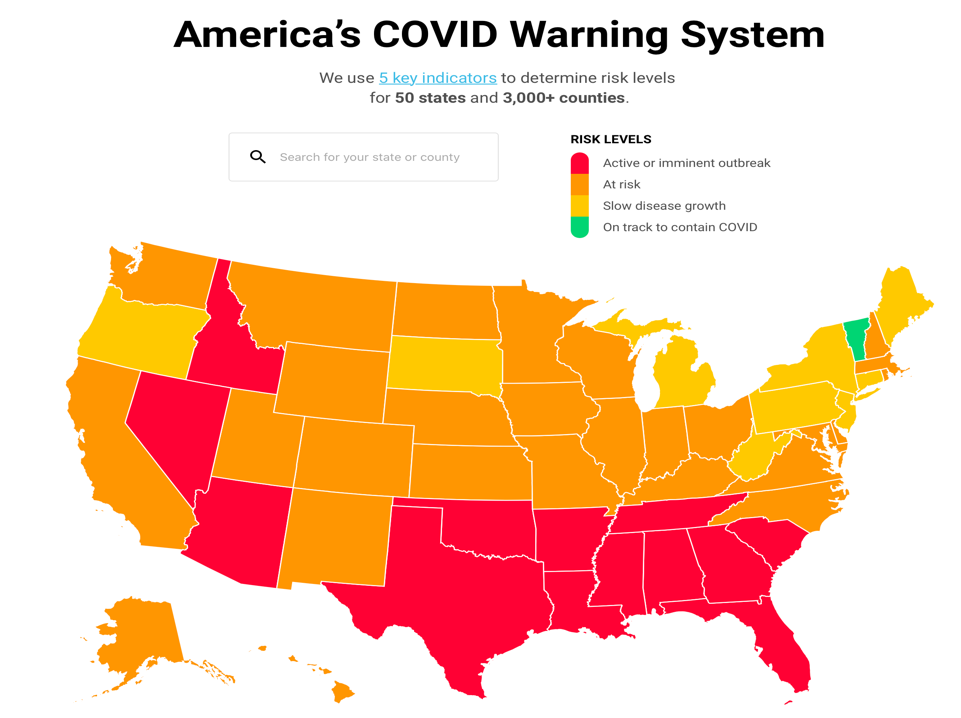 America’s COVID Warning System
We use 5 key indicators to determine risk levels
for 50 states and 3,000+ counties.
Search for your state or county
RISK LEVELS
Active or imminent outbreak
At risk
Slow disease growth
On track to contain COVID